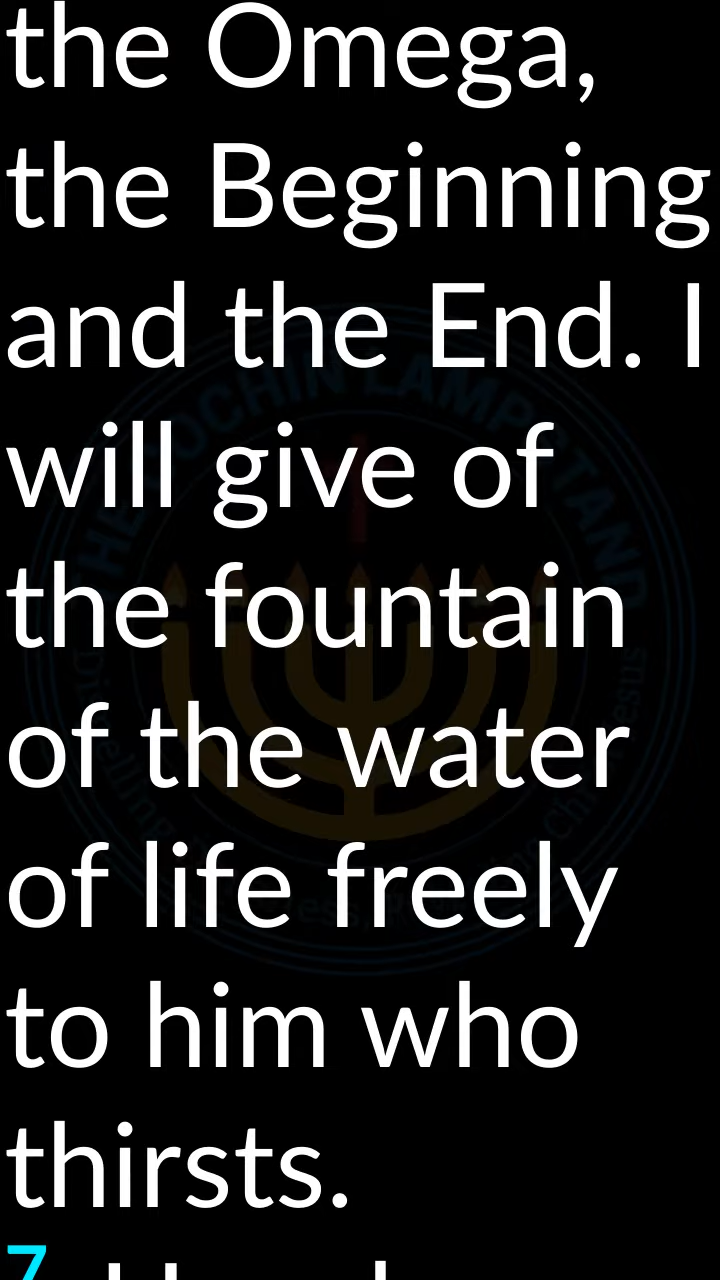 the Omega,
the Beginning
and the End. I
will give of
the fountain
of the water
of life freely
to him who
thirsts.
7